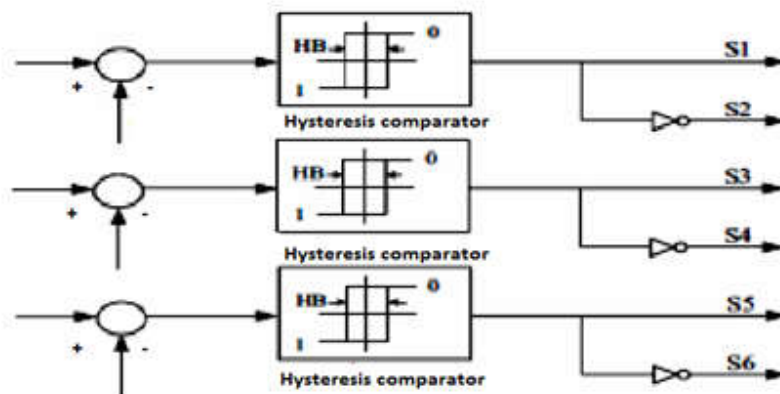 HB 0
1
+ -
S1
Hysteresis comparator
S2
HB 0
1
+ -
S3
Hysteresis comparator
S4
HB 0
1
+ -
S5
Hysteresis comparator
S6